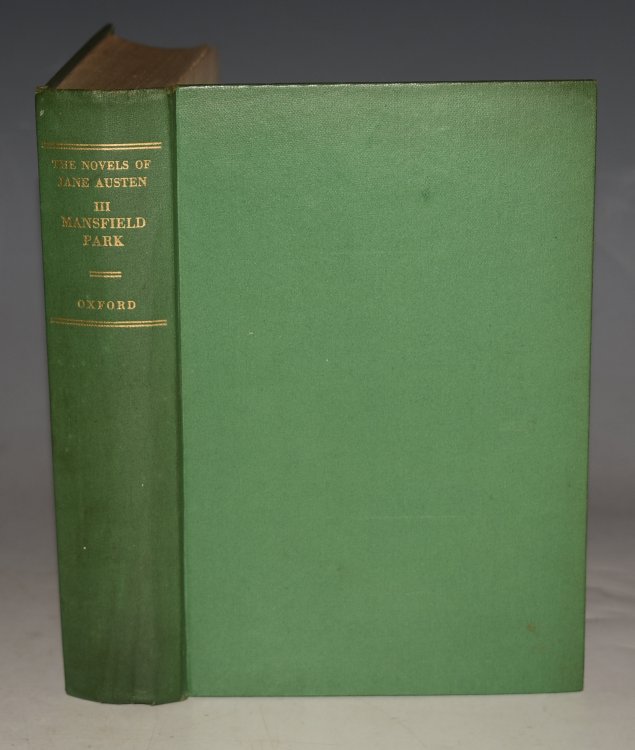 THE NOVELS OF
JANE AUSTEN
III
MANSFIELD
PARK
OXFORD